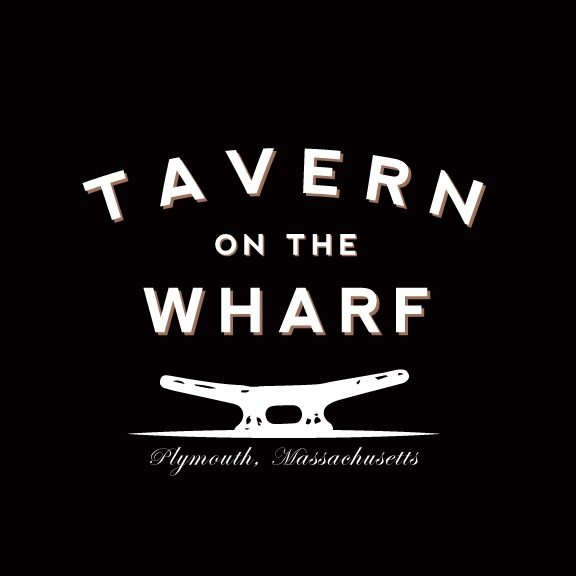 TAVERN
ON THE
WHARF
Plymouth, Massachusetts